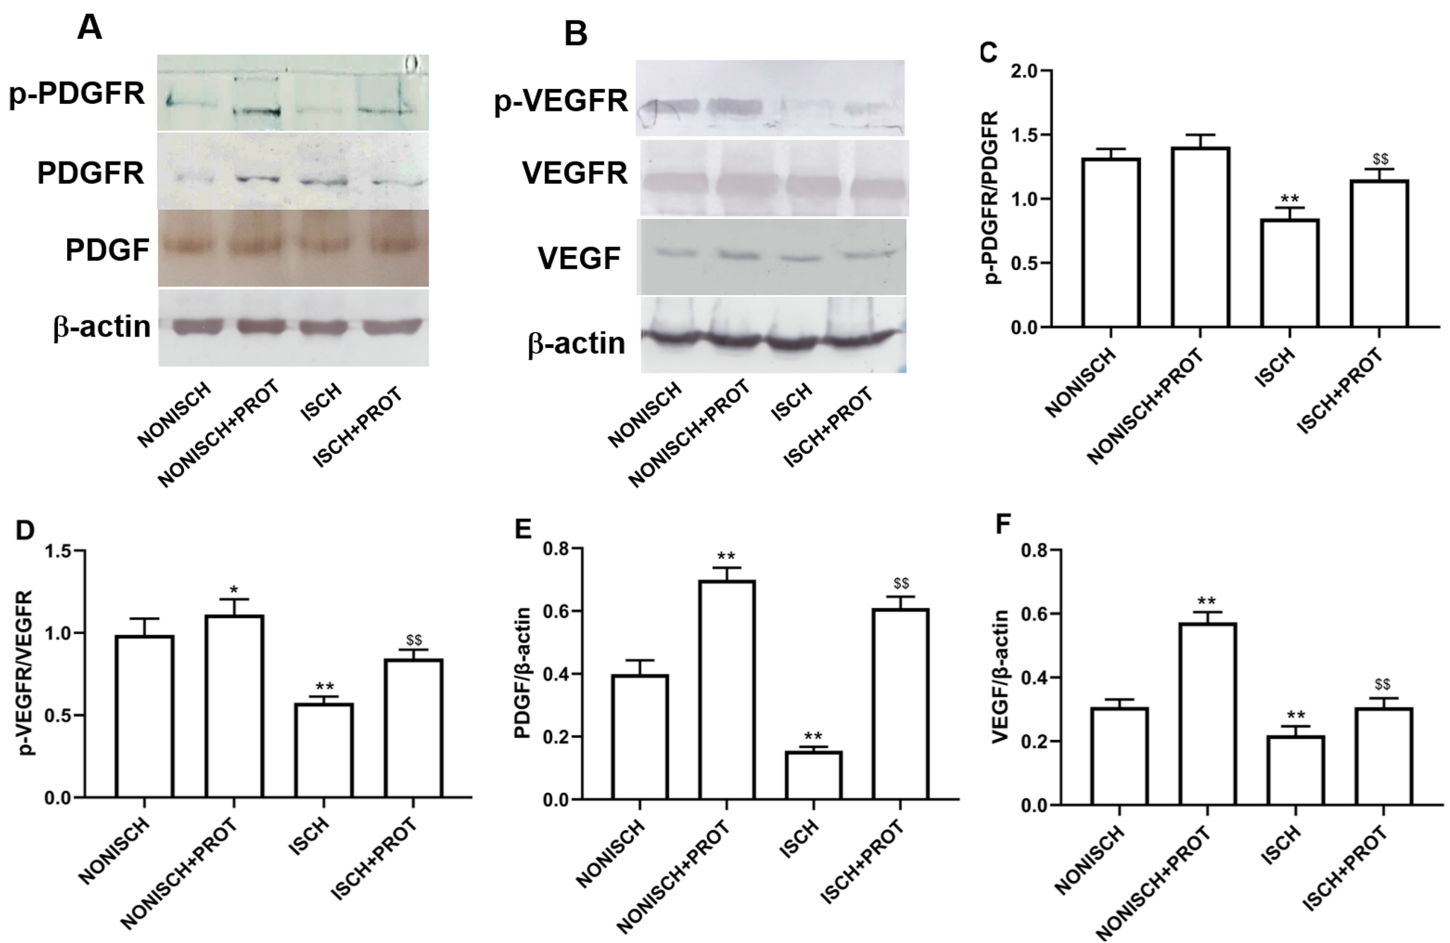 A
p-PDGFR
PDGFR
PDGF
β-actin
NONISCH
NONISCH+PROT
ISCH
ISCH+PROT
B
p-VEGFR
VEGFR
VEGF
β-actin
NONISCH
NONISCH+PROT
ISCH
ISCH+PROT
C
p-PDGFR/PDGFR
2.0
1.5
1.0
0.5
0.0
**
$$
NONISCH
NONISCH+PROT
ISCH
ISCH+PROT
D
p-VEGFR/VEGFR
1.5
1.0
0.5
0.0
*
**
$$
NONISCH
NONISCH+PROT
ISCH
ISCH+PROT
E
PDGF/β-actin
0.8
0.6
0.4
0.2
0.0
**
**
$$
NONISCH
NONISCH+PROT
ISCH
ISCH+PROT
F
VEGF/β-actin
0.8
0.6
0.4
0.2
0.0
**
**
$$
NONISCH
NONISCH+PROT
ISCH
ISCH+PROT